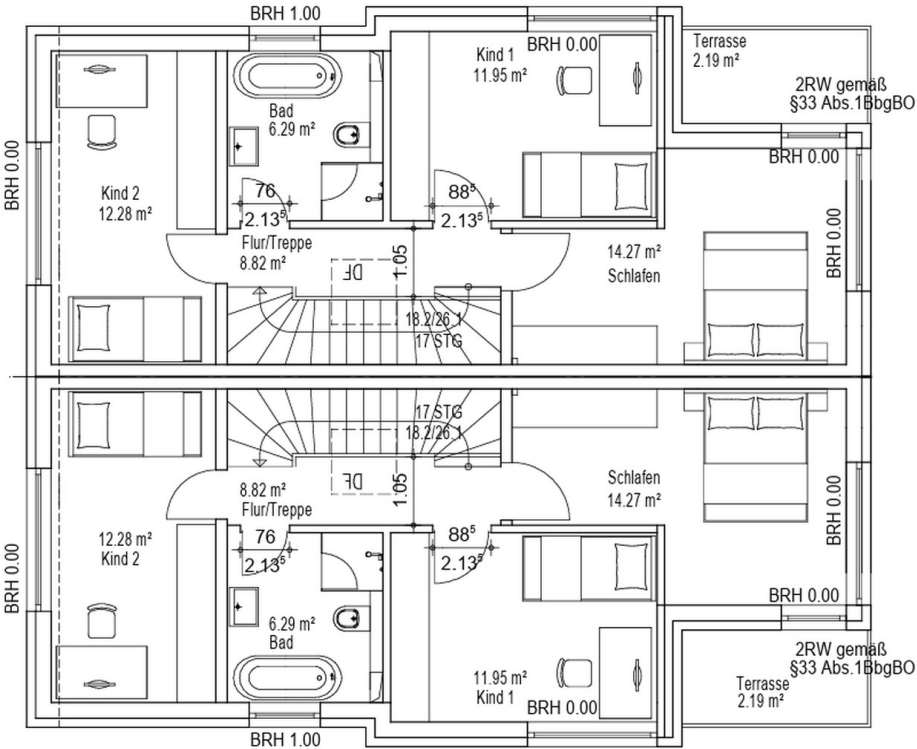 BRH 1.00
Kind 1
11.95 m²
BRH 0.00
Terrasse
2.19 m²
2RW gemäß
§33 Abs.1BbgBO
Bad
6.29 m²
BRH 0.00
BRH 0.00
Kind 2
12.28 m²
76
2.13⁵
88⁵
2.13⁵
Flur/Treppe
8.82 m²
DF
1.05
14.27 m²
Schlafen
BRH 0.00
18.2/26.1
17 STG
17 STG
18.2/26.1
8.82 m²
Flur/Treppe
DF
1.05
Schlafen
14.27 m²
BRH 0.00
12.28 m²
Kind 2
76
2.13⁵
88⁵
2.13⁵
BRH 0.00
BRH 0.00
6.29 m²
Bad
2RW gemäß
§33 Abs.1BbgBO
11.95 m²
Kind 1
BRH 0.00
Terrasse
2.19 m²
BRH 1.00